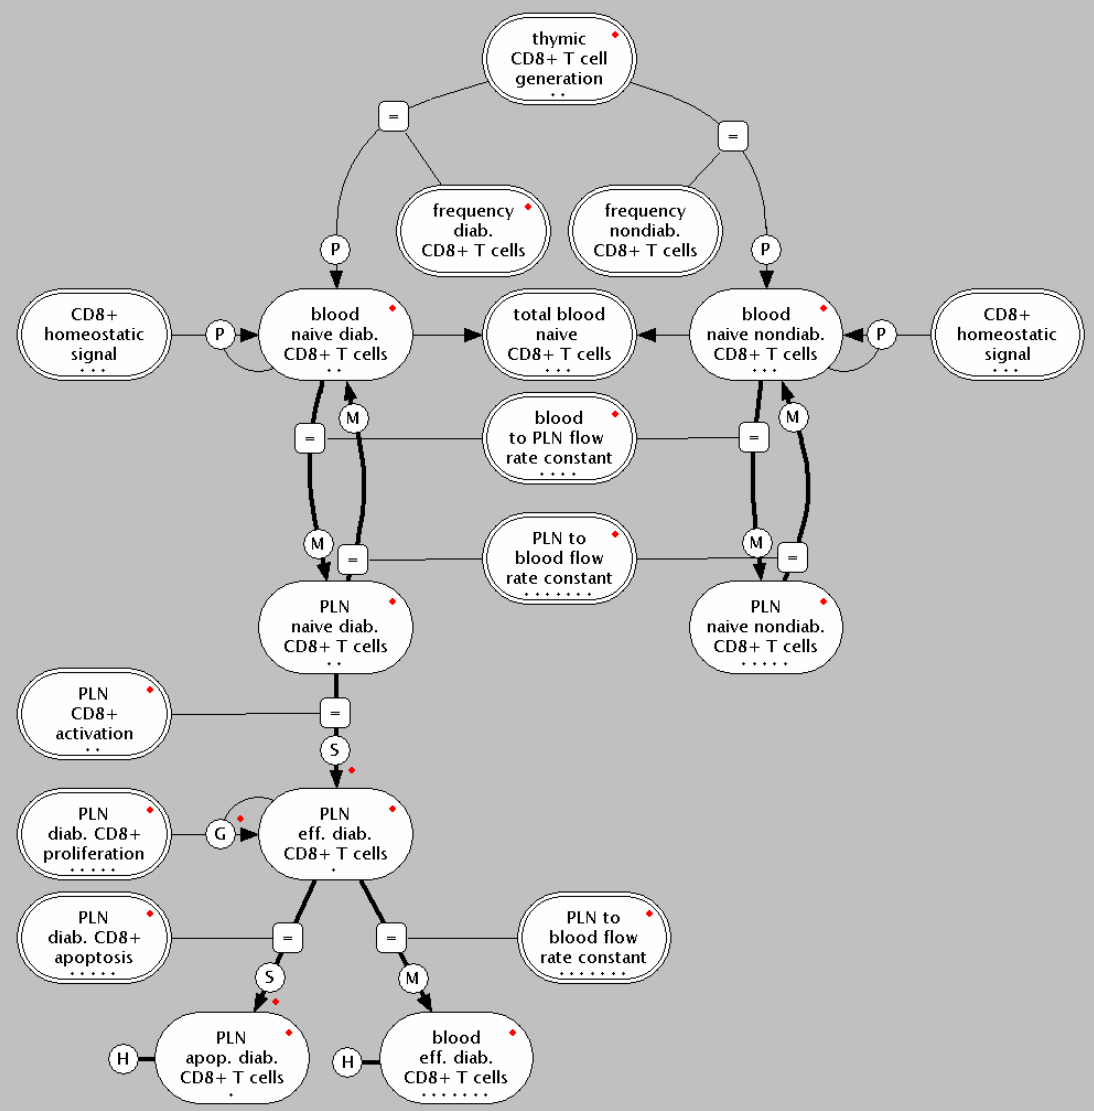 thymic
CD8+ T cell
generation
=
=
frequency
diab.
CD8+ T cells
frequency
nondiab.
CD8+ T cells
P
P
CD8+
homeostatic
signal
P
blood
naive diab.
CD8+ T cells
total blood
naive
CD8+ T cells
blood
naive nondiab.
CD8+ T cells
P
CD8+
homeostatic
signal
M
M
=
blood
to PLN flow
rate constant
=
M
M
=
PLN to
blood flow
rate constant
=
PLN
naive diab.
CD8+ T cells
PLN
naive nondiab.
CD8+ T cells
PLN
CD8+
activation
=
S
PLN
diab. CD8+
proliferation
G
PLN
eff. diab.
CD8+ T cells
PLN
diab. CD8+
apoptosis
=
=
PLN to
blood flow
rate constant
S
M
H
PLN
apop. diab.
CD8+ T cells
H
blood
eff. diab.
CD8+ T cells